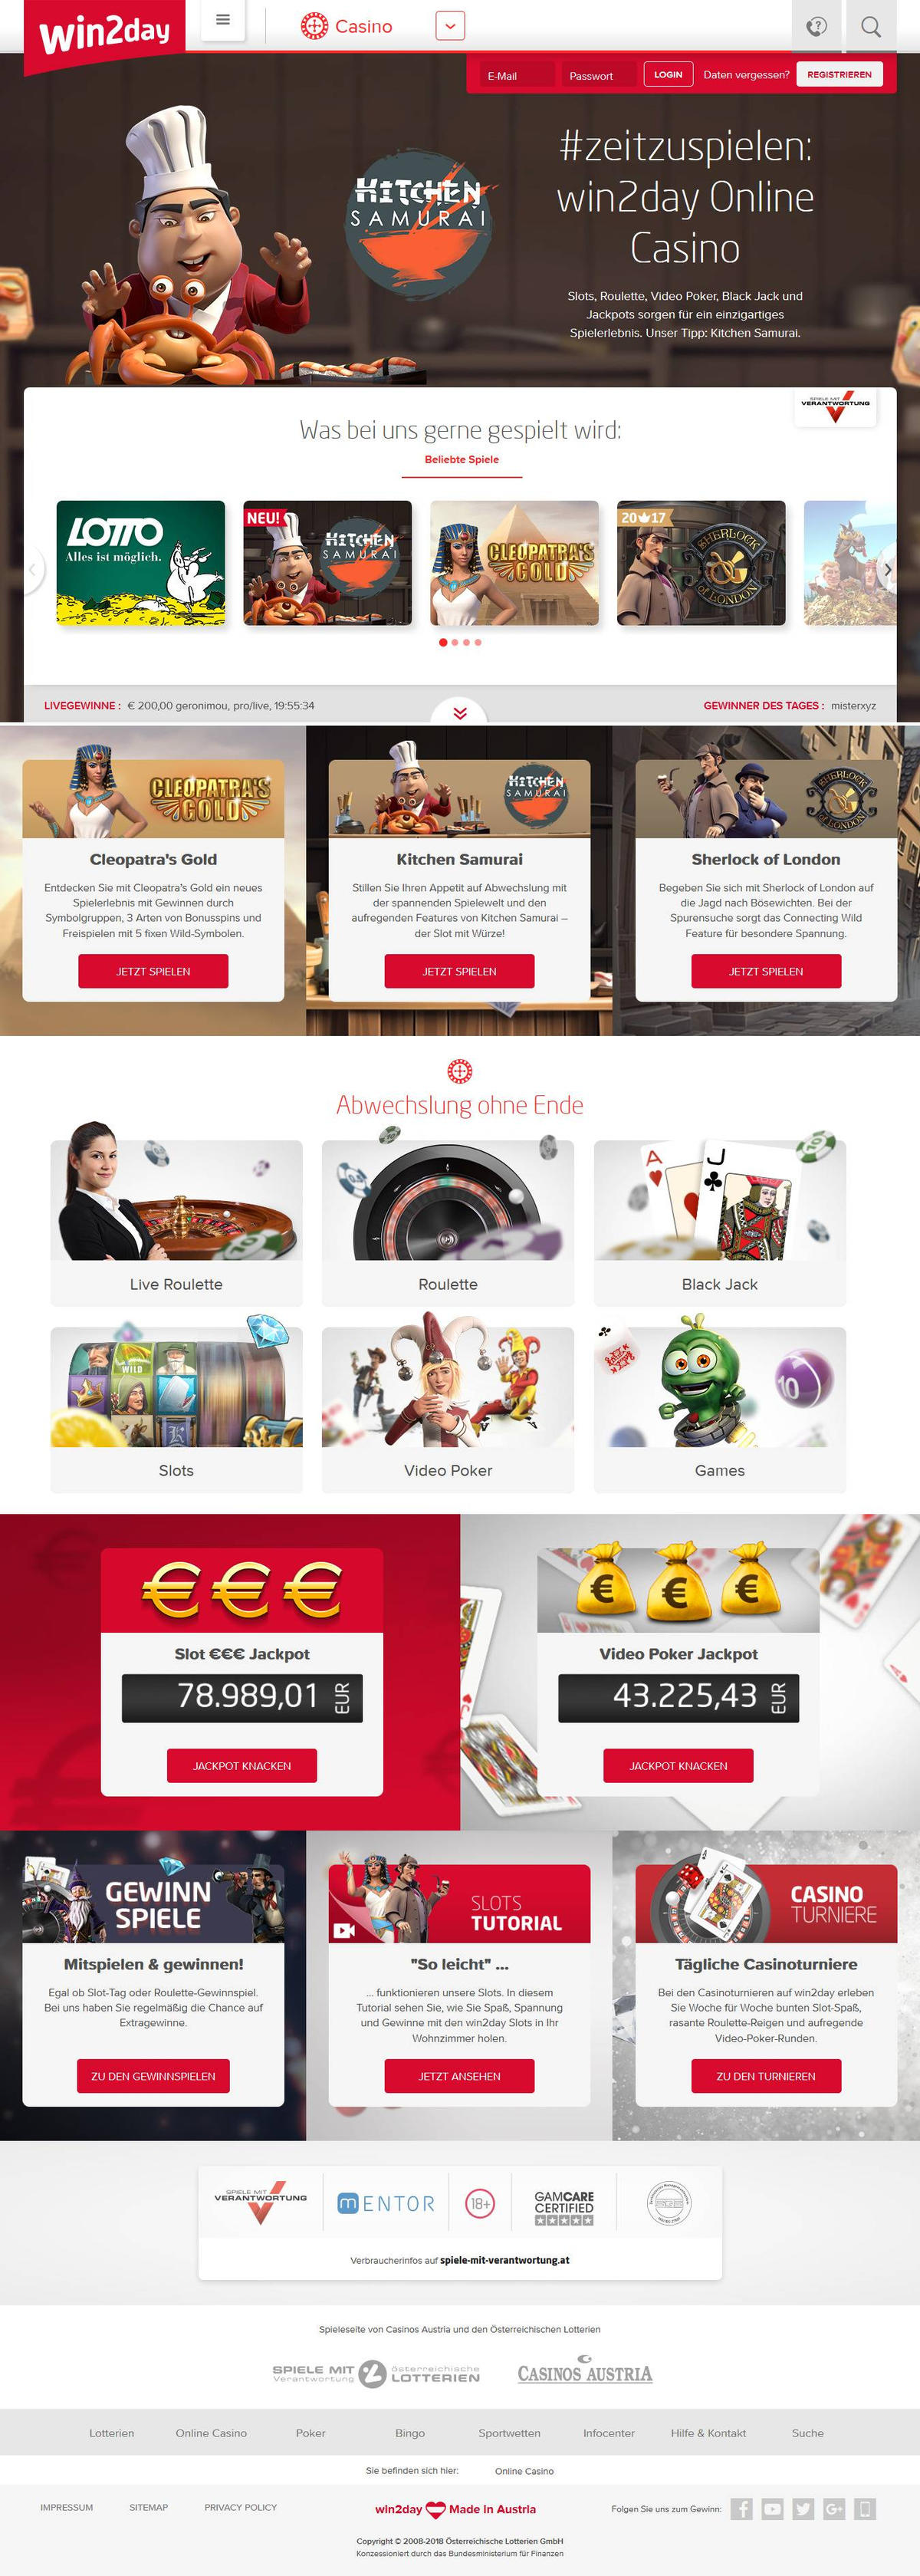 win2day
Casino
E-Mail
Passwort
LOGIN
Daten vergessen?
REGISTRIEREN
KITCHEN
SAMURAI
#zeitzuspielen:
win2day Online
Casino
Slots, Roulette, Video Poker, Black Jack und
Jackpots sorgen für ein einzigartiges
Spielerlebnis. Unser Tipp: Kitchen Samurai.
SPIELE MIT
VERANTWORTUNG
Was bei uns gerne gespielt wird:
Beliebte Spiele
LOTTO
Alles ist möglich.
NEU!
KITCHEN
SAMURAI
CLEOPATRA'S
GOLD
2017
SHERLOCK
OF LONDON
LIVEGEWINNE : € 200,00 geronimou, pro/live, 19:55:34
GEWINNER DES TAGES : misterxyz
CLEOPATRA'S
GOLD
KITCHEN
SAMURAI
SHERLOCK
OF LONDON
Cleopatra's Gold
Entdecken Sie mit Cleopatra's Gold ein neues
Spielerlebnis mit Gewinnen durch
Symbolgruppen, 3 Arten von Bonusspins und
Freispielen mit 5 fixen Wild-Symbolen.
JETZT SPIELEN
Kitchen Samurai
Stillen Sie Ihren Appetit auf Abwechslung mit
der spannenden Spielewelt und den
aufregenden Features von Kitchen Samurai –
der Slot mit Würze!
JETZT SPIELEN
Sherlock of London
Begeben Sie sich mit Sherlock of London auf
die Jagd nach Bösewichten. Bei der
Spurensuche sorgt das Connecting Wild
Feature für besondere Spannung.
JETZT SPIELEN
Abwechslung ohne Ende
A
J
Live Roulette
Roulette
Black Jack
WILD
K
10
Slots
Video Poker
Games
€€€
Slot €€€ Jackpot
78.989,01 EUR
JACKPOT KNACKEN
€ € €
Video Poker Jackpot
43.225,43 EUR
JACKPOT KNACKEN
GEWINN
SPIELE
Mitspielen & gewinnen!
Egal ob Slot-Tag oder Roulette-Gewinnspiel.
Bei uns haben Sie regelmäßig die Chance auf
Extragewinne.
ZU DEN GEWINNSPIELEN
SLOTS
TUTORIAL
"So leicht" ...
... funktionieren unsere Slots. In diesem
Tutorial sehen Sie, wie Sie Spaß, Spannung
und Gewinne mit den win2day Slots in Ihr
Wohnzimmer holen.
JETZT ANSEHEN
CASINO
TURNIERE
Tägliche Casinoturniere
Bei den Casinoturnieren auf win2day erleben
Sie Woche für Woche bunten Slot-Spaß,
rasante Roulette-Reigen und aufregende
Video-Poker-Runden.
ZU DEN TURNIEREN
SPIELE MIT
VERANTWORTUNG
mENTOR
18+
GAMCARE
CERTIFIED
Verbraucherinfos auf spiele-mit-verantwortung.at
Spieleseite von Casinos Austria und den Österreichischen Lotterien
SPIELE MIT
Verantwortung
österreichische
LOTTERIEN
CASINOS AUSTRIA
Lotterien
Online Casino
Poker
Bingo
Sportwetten
Infocenter
Hilfe & Kontakt
Suche
Sie befinden sich hier:
Online Casino
IMPRESSUM
SITEMAP
PRIVACY POLICY
win2day Made In Austria
Folgen Sie uns zum Gewinn:
Copyright © 2008-2018 Österreichische Lotterien GmbH
Konzessioniert durch das Bundesministerium für Finanzen